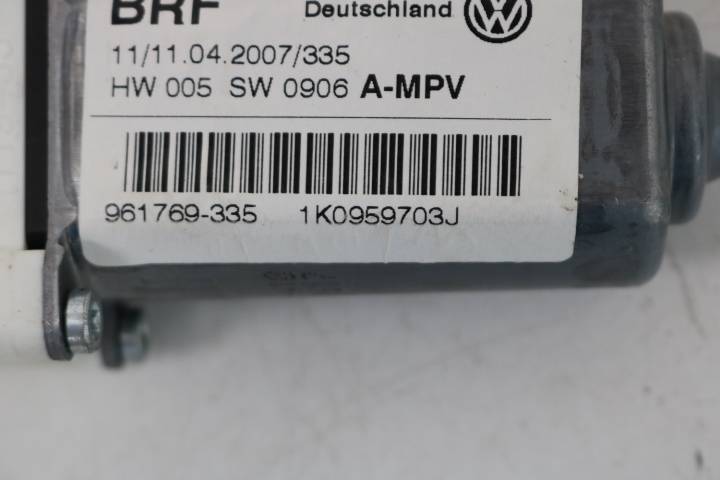 BRF Deutschland
11/11.04.2007/335
HW 005 SW 0906 A-MPV
961769-335 1K0959703J